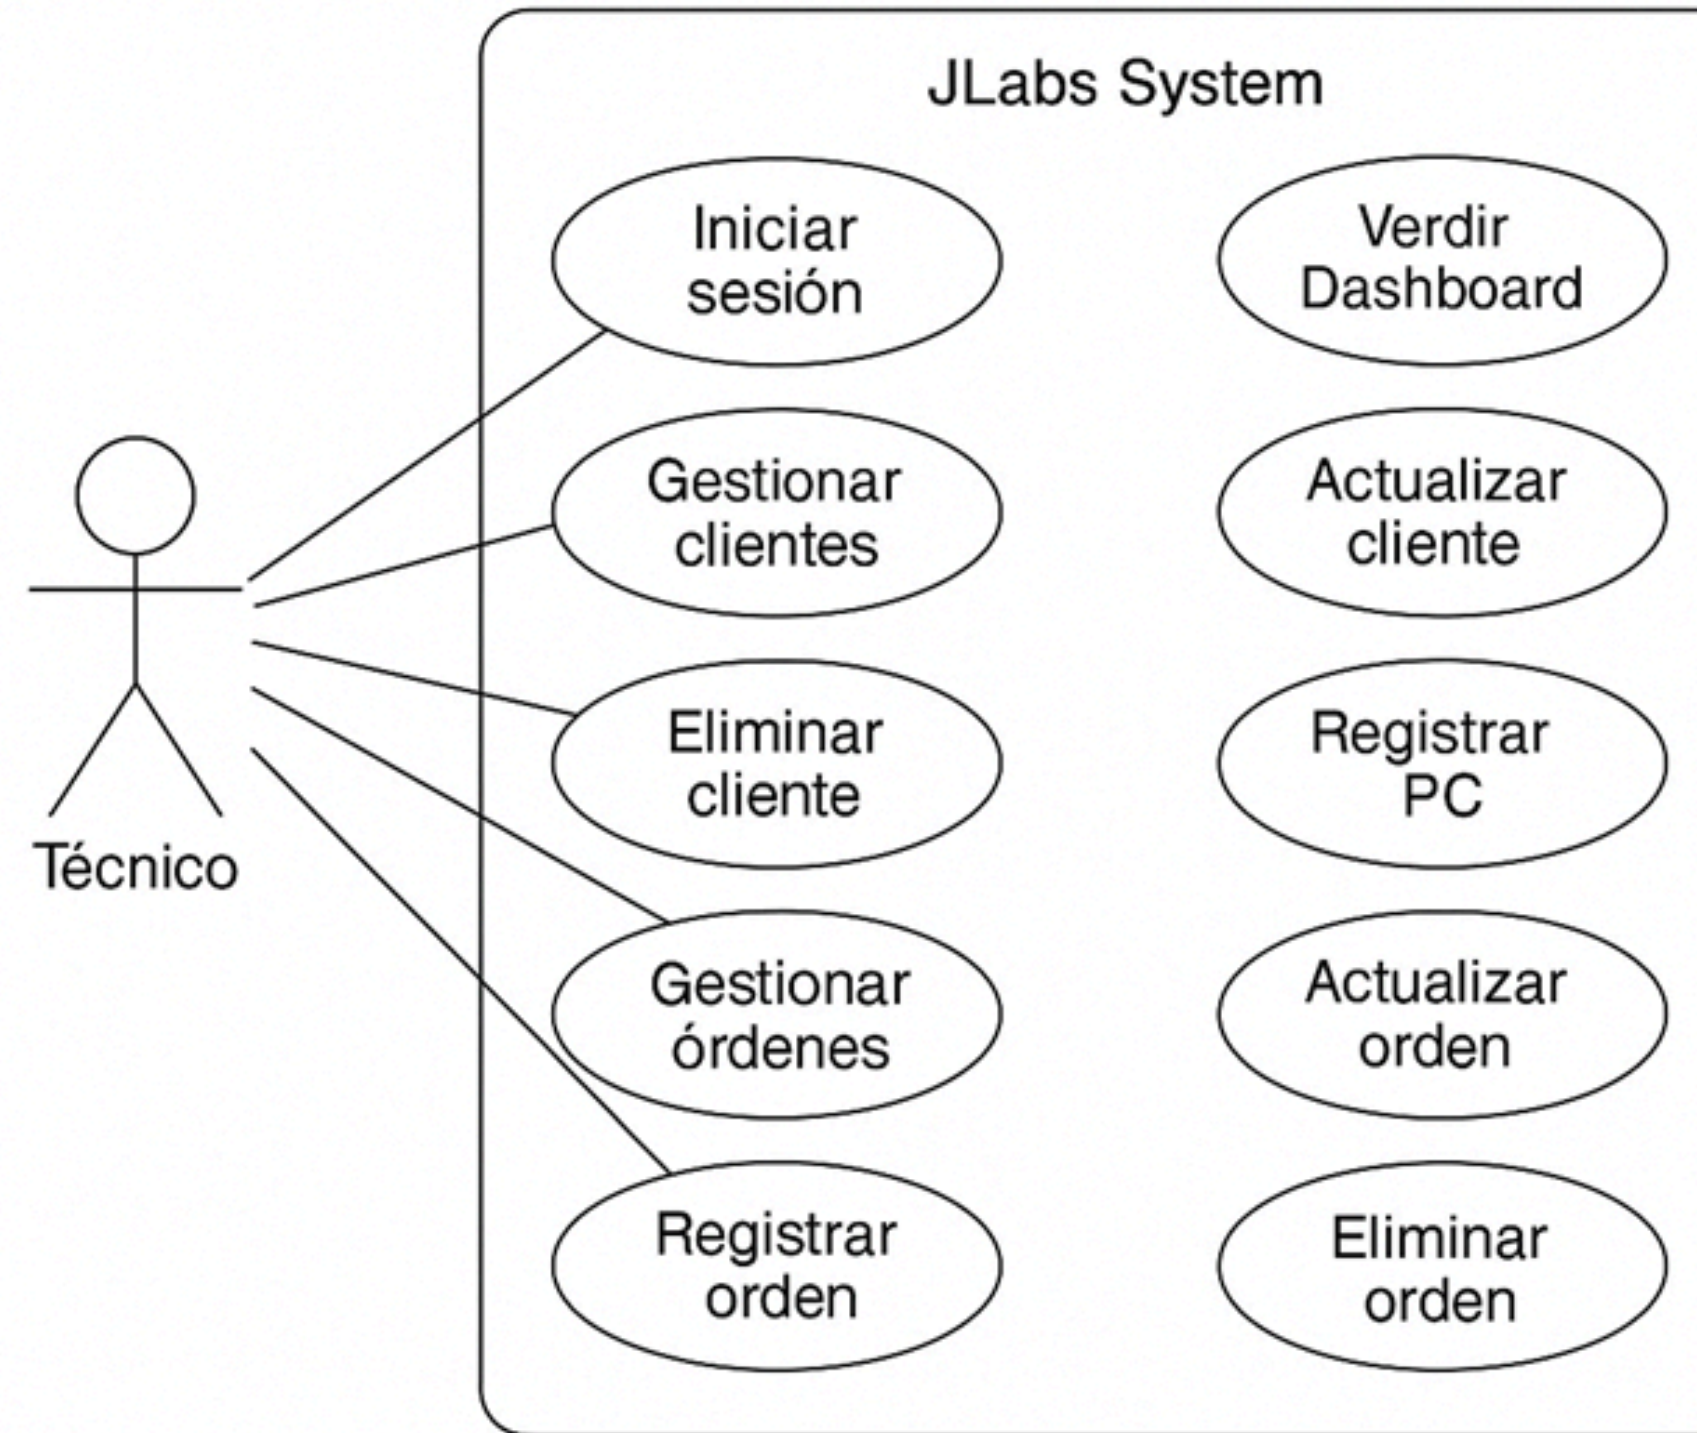 JLabs System
Iniciar
sesión
Verdir
Dashboard
Gestionar
clientes
Actualizar
cliente
Eliminar
cliente
Registrar
PC
Técnico
Gestionar
órdenes
Actualizar
orden
Registrar
orden
Eliminar
orden